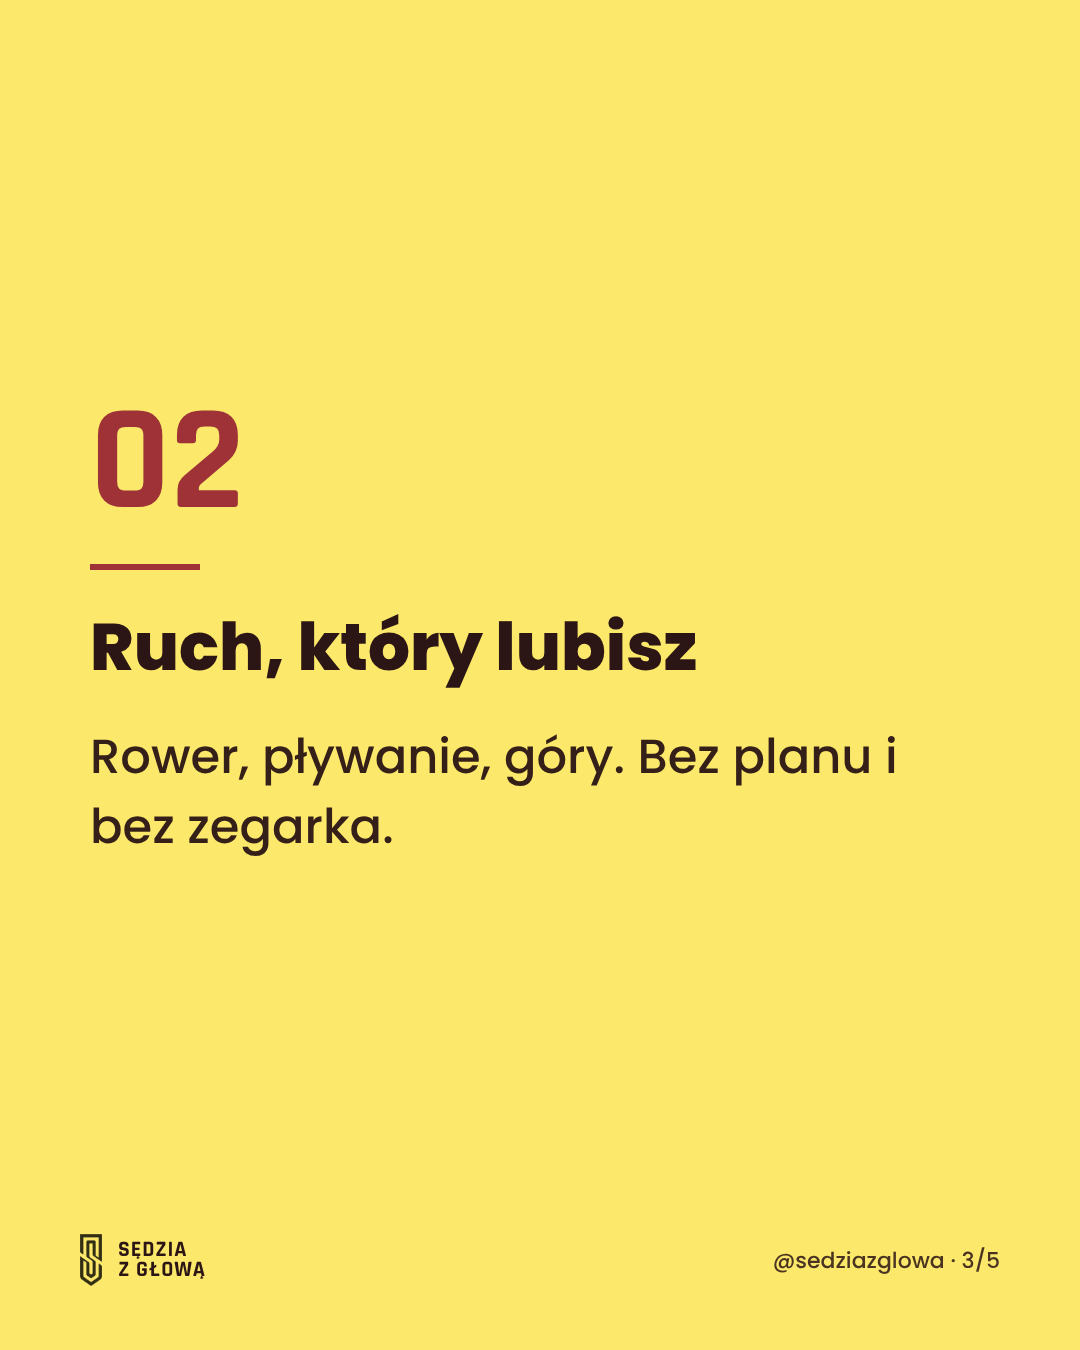 02
Ruch, który lubisz
Rower, pływanie, góry. Bez planu i
bez zegarka.
SĘDZIA
Z GŁOWĄ
@sedziazglowa · 3/5